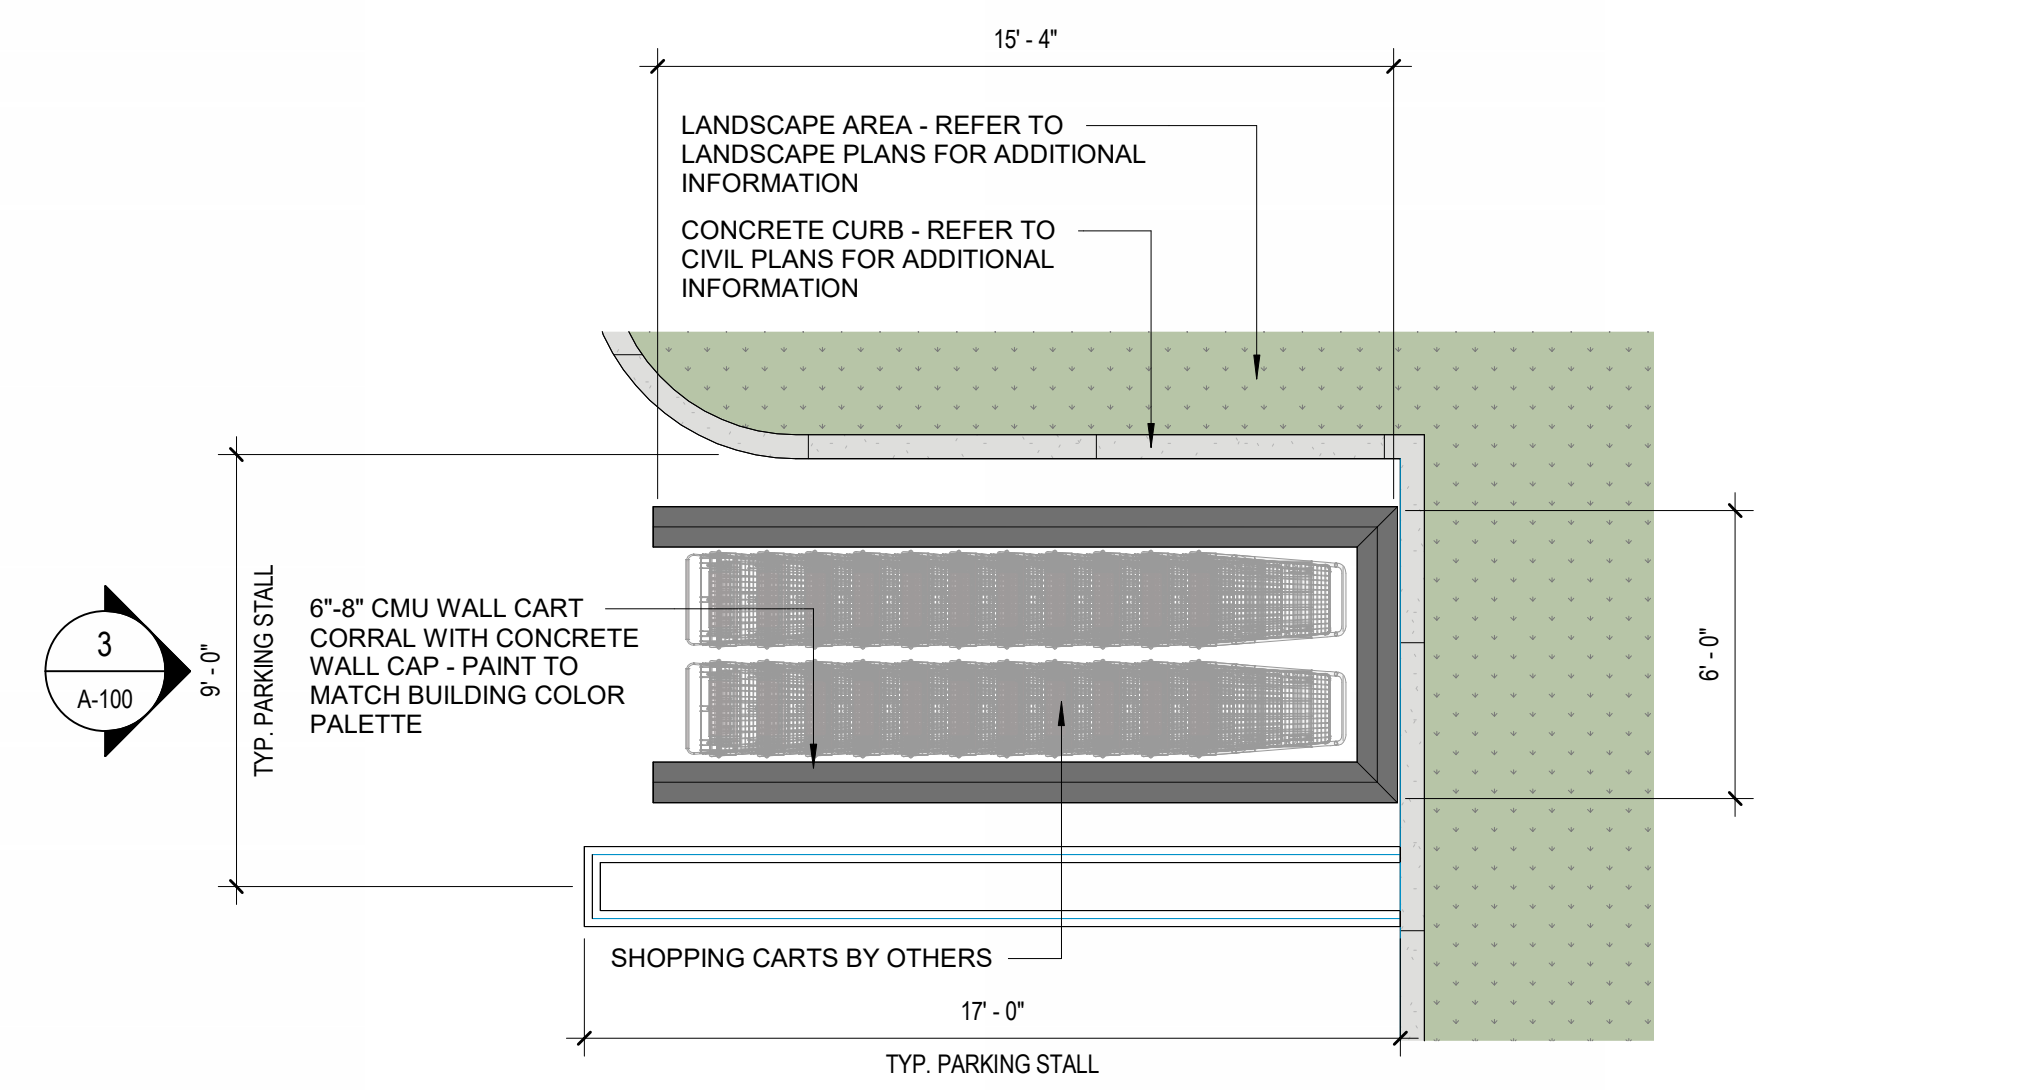 15' - 4"
LANDSCAPE AREA - REFER TO
LANDSCAPE PLANS FOR ADDITIONAL
INFORMATION
CONCRETE CURB - REFER TO
CIVIL PLANS FOR ADDITIONAL
INFORMATION
3
A-100
9' - 0"
TYP. PARKING STALL
6"-8" CMU WALL CART
CORRAL WITH CONCRETE
WALL CAP - PAINT TO
MATCH BUILDING COLOR
PALETTE
6' - 0"
SHOPPING CARTS BY OTHERS
17' - 0"
TYP. PARKING STALL